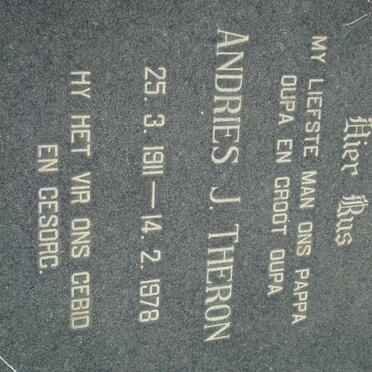 Hier Rus
MY LIEFSTE MAN ONS PAPPA
OUPA EN GROOT OUPA
ANDRIES J. THERON
25. 3. 1911 — 14. 2. 1978
HY HET VIR ONS GEBID
EN GESORG.